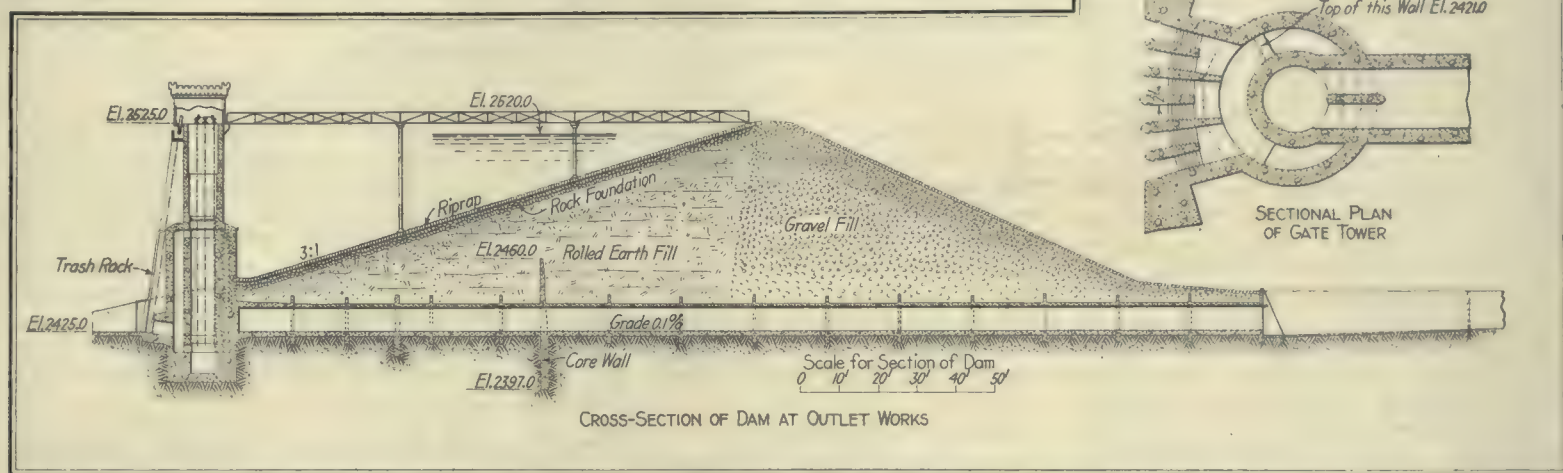 Top of this Wall El. 2421.0
El. 2520.0
El. 2525.0
Riprap
Rock Foundation
Gravel Fill
SECTIONAL PLAN
OF GATE TOWER
3:1
El. 2460.0
Rolled Earth Fill
Trash Rack
El. 2425.0
Grade 0.1%
Core Wall
El. 2397.0
Scale for Section of Dam
0 10' 20' 30' 40' 50'
CROSS-SECTION OF DAM AT OUTLET WORKS